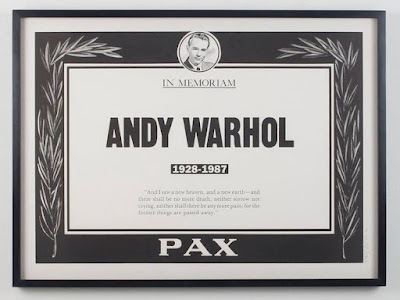 IN MEMORIAM
ANDY WARHOL
1928-1987
"And I saw a new heaven, and a new earth—and
there shall be no more death, neither sorrow nor
crying, neither shall there be any more pain: for the
former things are passed away."
PAX